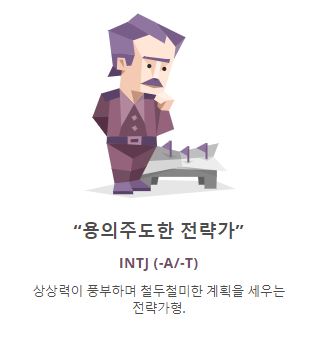 “용의주도한 전략가”
INTJ (-A/-T)
상상력이 풍부하며 철두철미한 계획을 세우는
전략가형.